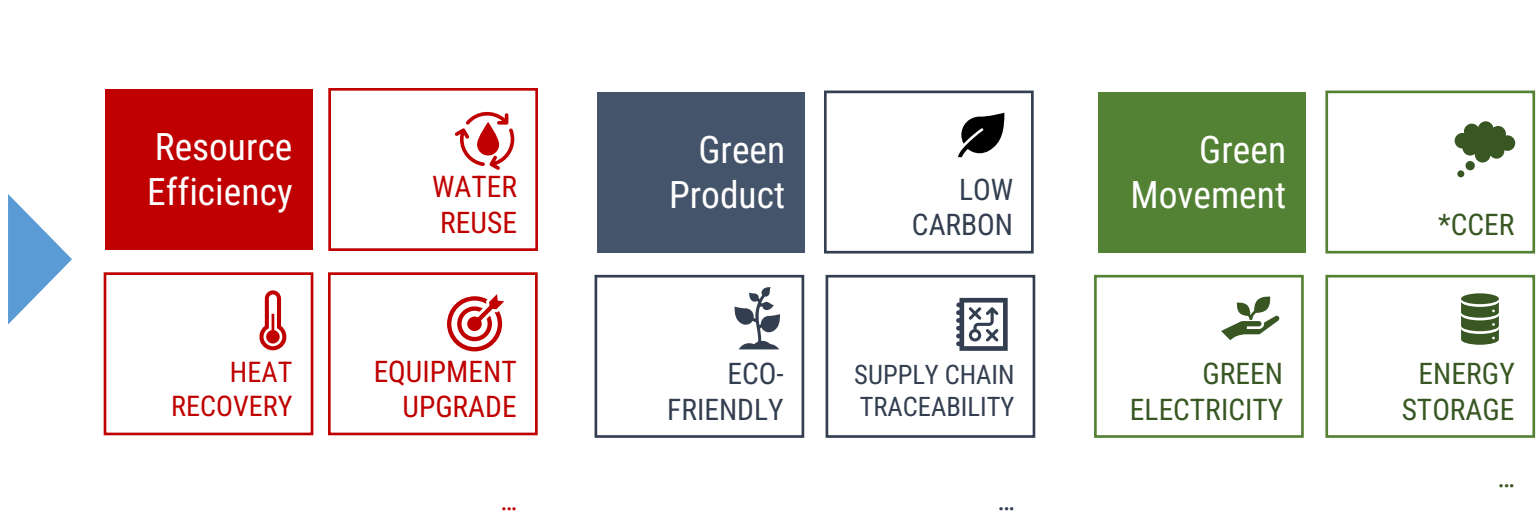 Resource
Efficiency
WATER
REUSE
HEAT
RECOVERY
EQUIPMENT
UPGRADE
...
Green
Product
LOW
CARBON
ECO-
FRIENDLY
SUPPLY CHAIN
TRACEABILITY
...
Green
Movement
*CCER
GREEN
ELECTRICITY
ENERGY
STORAGE
...